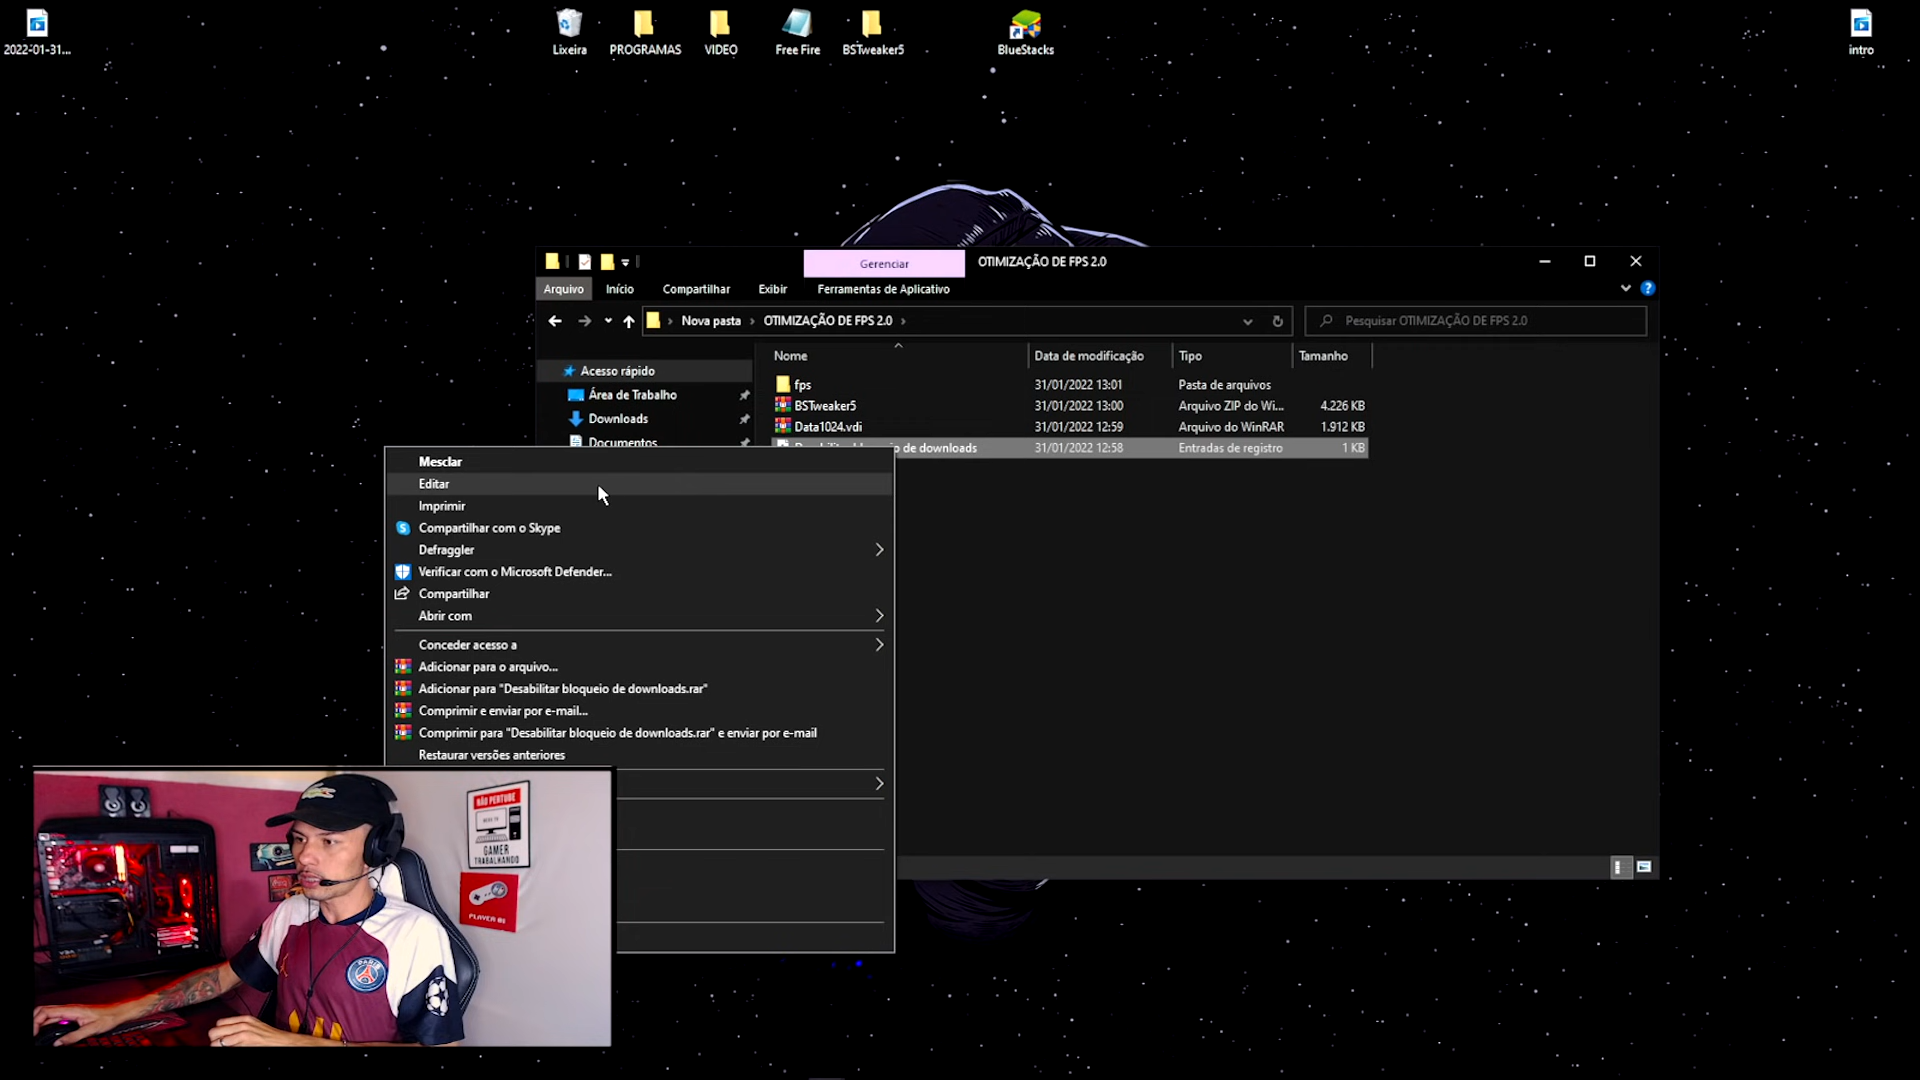 2022-01-31...
Lixeira
PROGRAMAS
VIDEO
Free Fire
BSTweaker5
BlueStacks
intro
Gerenciar
OTIMIZAÇÃO DE FPS 2.0
Arquivo
Início
Compartilhar
Exibir
Ferramentas de Aplicativo
Nova pasta
OTIMIZAÇÃO DE FPS 2.0
Pesquisar OTIMIZAÇÃO DE FPS 2.0
Nome
Data de modificação
Tipo
Tamanho
Acesso rápido
Área de Trabalho
Downloads
Documentos
fps
31/01/2022 13:01
Pasta de arquivos
BSTweaker5
31/01/2022 13:00
Arquivo ZIP do Wi...
4.226 KB
Data1024.vdi
31/01/2022 12:59
Arquivo do WinRAR
1.912 KB
de downloads
31/01/2022 12:58
Entradas de registro
1 KB
Mesclar
Editar
Imprimir
Compartilhar com o Skype
Defraggler
Verificar com o Microsoft Defender...
Compartilhar
Abrir com
Conceder acesso a
Adicionar para o arquivo...
Adicionar para "Desabilitar bloqueio de downloads.rar"
Comprimir e enviar por e-mail...
Comprimir para "Desabilitar bloqueio de downloads.rar" e enviar por e-mail
Restaurar versões anteriores
NÃO PERTUBE
GAMER
TRABALHANDO
PLAYER 01
PARIS